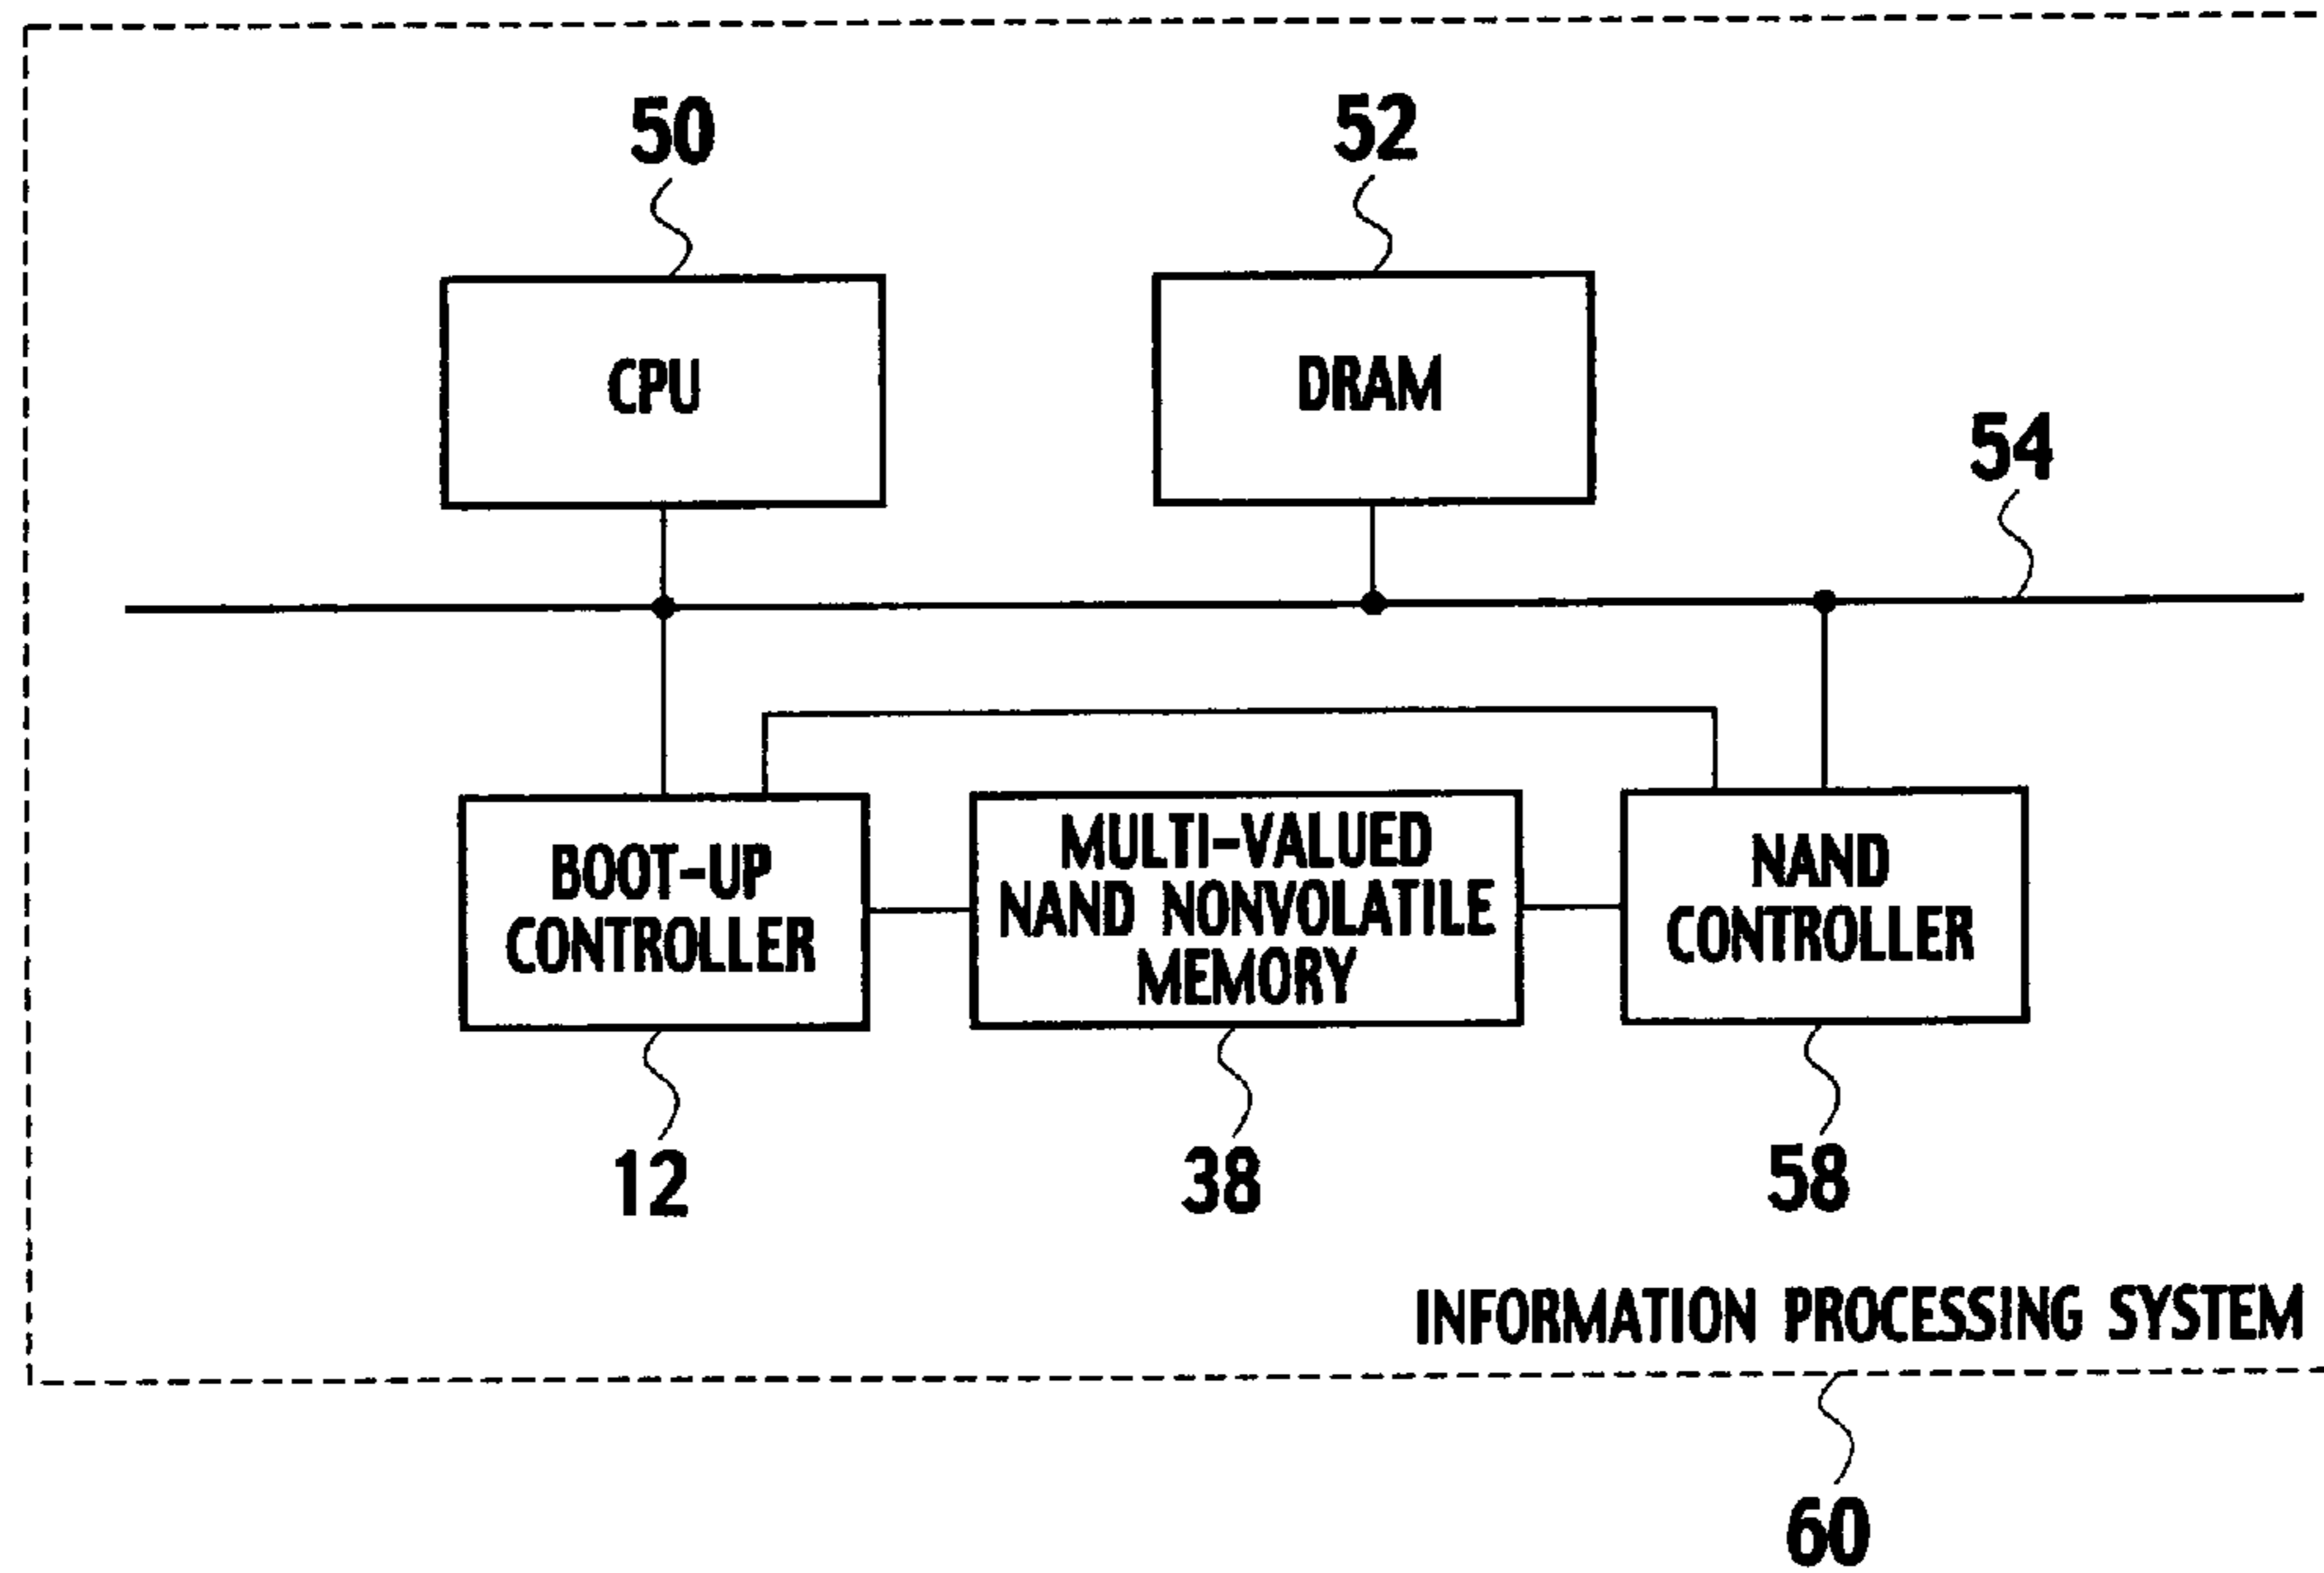 50
52
CPU
DRAM
54
BOOT-UP
CONTROLLER
MULTI-VALUED
NAND NONVOLATILE
MEMORY
NAND
CONTROLLER
12
38
58
INFORMATION PROCESSING SYSTEM
60